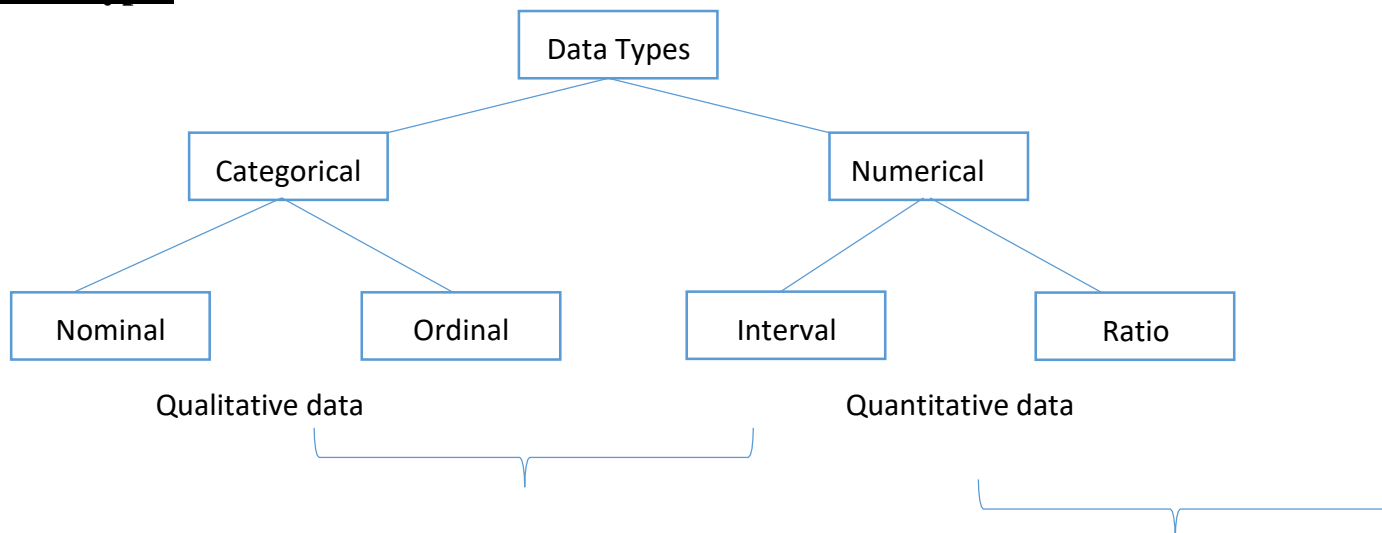 Data Types
Categorical Numerical
Nominal Ordinal Interval Ratio
Qualitative data Quantitative data